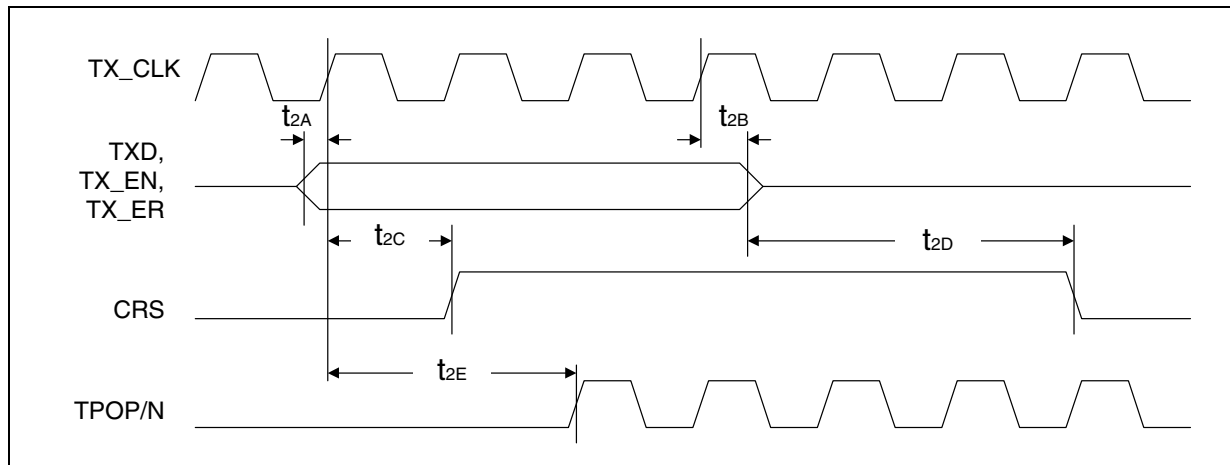 TX_CLK
t2A
t2B
TXD,
TX_EN,
TX_ER
t2C
t2D
CRS
t2E
TPOP/N